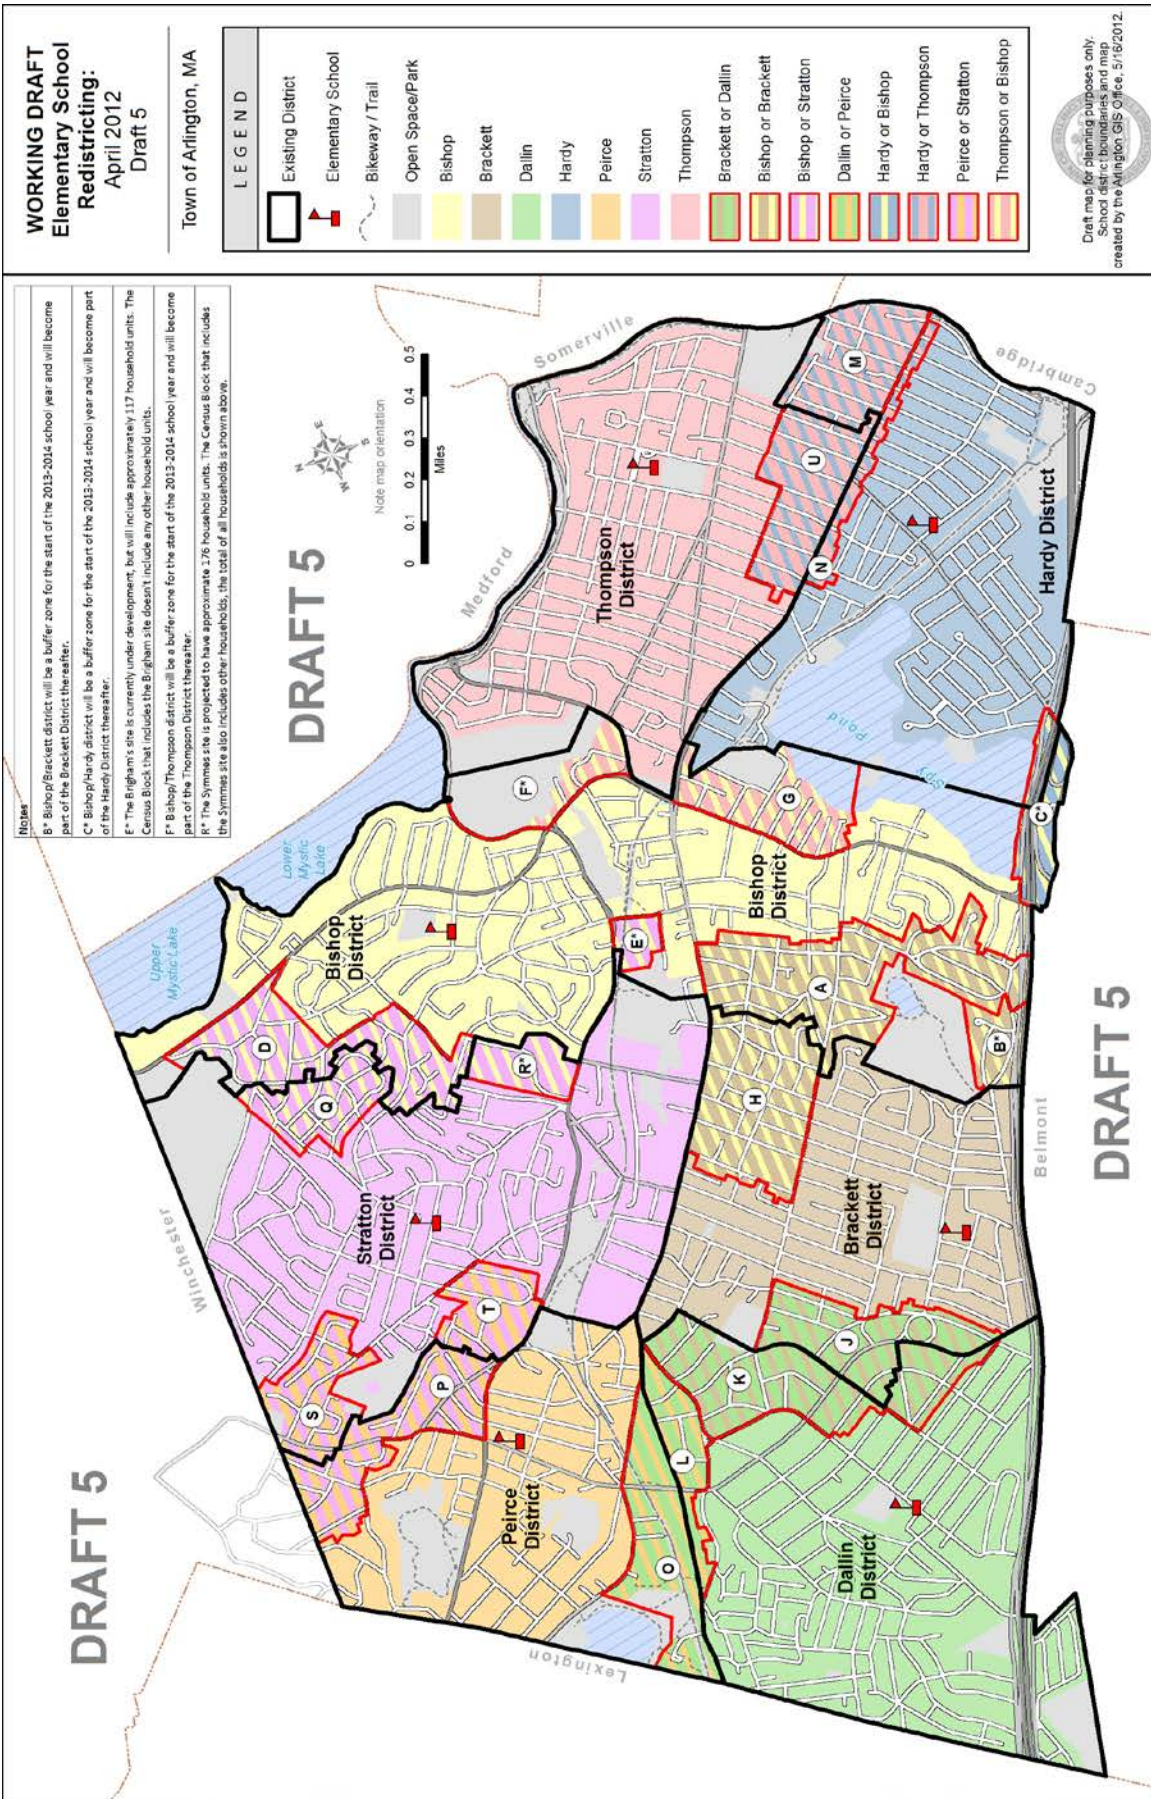 WORKING DRAFT
Elementary School
Redistricting:
April 2012
Draft 5
Town of Arlington, MA
LEGEND
Existing District
Elementary School
Bikeway / Trail
Open Space/Park
Bishop
Brackett
Dallin
Hardy
Peirce
Stratton
Thompson
Brackett or Dallin
Bishop or Brackett
Bishop or Stratton
Dallin or Peirce
Hardy or Bishop
Hardy or Thompson
Peirce or Stratton
Thompson or Bishop
Draft map for planning purposes only.
School district boundaries and map
created by the Arlington GIS Office, 5/16/2012.
Notes
B* Bishop/Brackett district will be a buffer zone for the start of the 2013-2014 school year and will become
part of the Brackett District thereafter.
C* Bishop/Hardy district will be a buffer zone for the start of the 2013-2014 school year and will become part
of the Hardy District thereafter.
E* The Brigham's site is currently under development, but will include approximately 117 household units. The
Census Block that includes the Brigham site doesn't include any other household units.
F* Bishop/Thompson district will be a buffer zone for the start of the 2013-2014 school year and will become
part of the Thompson District thereafter.
R* The Symmes site is projected to have approximate 176 household units. The Census Block that includes
the Symmes site also includes other households, the total of all households is shown above.
DRAFT 5
DRAFT 5
DRAFT 5
N
E
S
W
Note map orientation
0 0.1 0.2 0.3 0.4 0.5
Miles
Winchester
Upper
Mystic Lake
Lower
Mystic
Lake
Medford
Somerville
Cambridge
Belmont
Lexington
Spy
Pond
Stratton
District
Bishop
District
Bishop
District
Thompson
District
Hardy District
Brackett
District
Peirce
District
Dallin
District
A
B*
C*
D
E*
F*
G
H
J
K
L
M
N
O
P
Q
R*
S
T
U